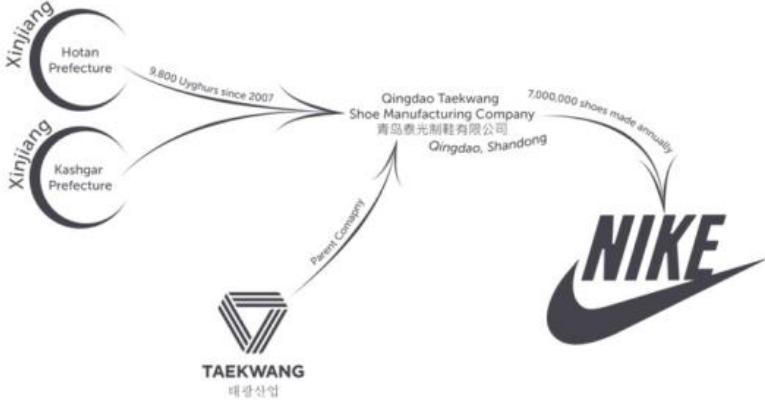 Xinjiang
Hotan
Prefecture
9,800 Uyghurs since 2007
Xinjiang
Kashgar
Prefecture
Qingdao Taekwang
Shoe Manufacturing Company
青岛泰光制鞋有限公司
Qingdao, Shandong
7,000,000 shoes made annually
Parent Comapny
NIKE
TAEKWANG
태광산업